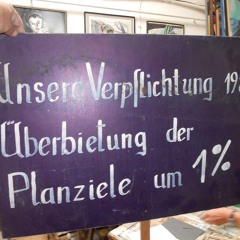 Unsere Verpflichtung 19
Überbietung der
Planziele um 1%